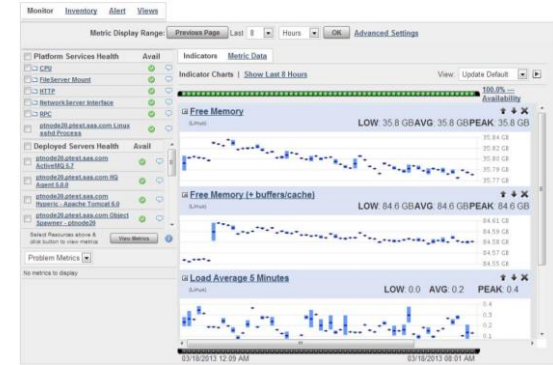 Monitor Inventory Alert Views
Metric Display Range: Previous Page Last 8 Hours OK Advanced Settings
Platform Services Health Avail
CPU
FileServer Mount
HTTP
NetworkServer Interface
RPC
ptnode20.ptest.sas.com Linux
sshd Process
Deployed Servers Health Avail
ptnode20.ptest.sas.com
ActiveMQ 5.7
ptnode20.ptest.sas.com HQ
Agent 5.0.0
ptnode20.ptest.sas.com
Hyperic - Apache Tomcat 6.0
ptnode20.ptest.sas.com Object
Spawner - ptnode20
Select Resources above &
click button to view metrics View Metrics
Problem Metrics
No metrics to display
Indicators Metric Data
Indicator Charts | Show Last 8 Hours View: Update Default
100.0% ---
Availability
Free Memory
(Linux) LOW: 35.8 GB AVG: 35.8 GB PEAK: 35.8 GB
35.84 GB
35.82 GB
35.80 GB
35.79 GB
35.77 GB
Free Memory (+ buffers/cache)
(Linux) LOW: 84.6 GB AVG: 84.6 GB PEAK: 84.6 GB
84.61 GB
84.59 GB
84.58 GB
84.57 GB
84.55 GB
Load Average 5 Minutes
(Linux) LOW: 0.0 AVG: 0.2 PEAK: 0.4
0.4
0.3
0.2
0.1
03/18/2013 12:09 AM 03/18/2013 08:01 AM